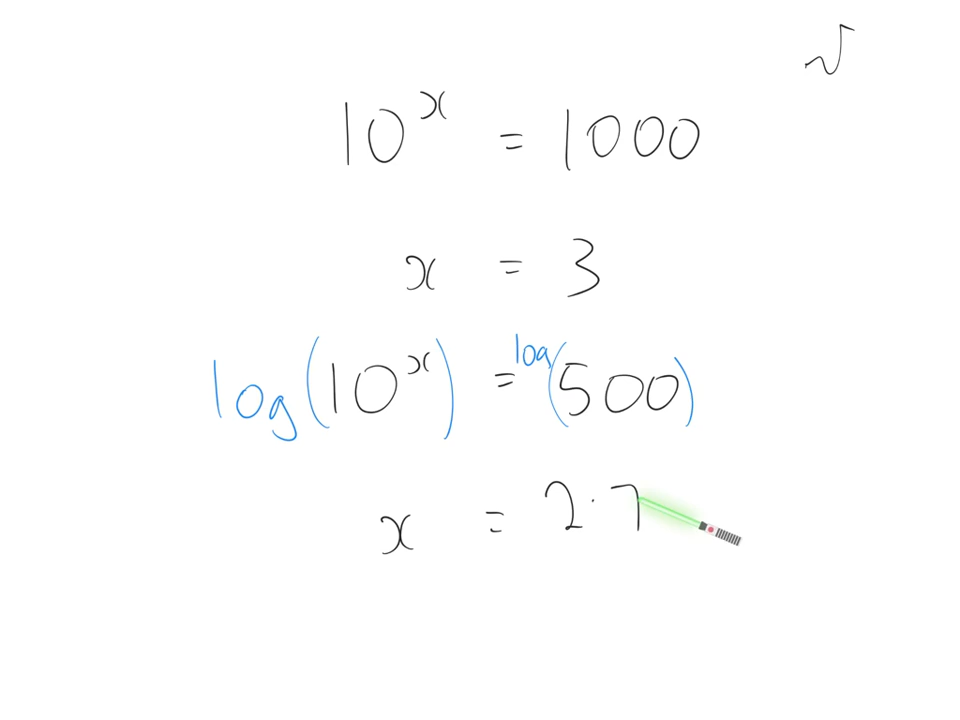 √
10^x = 1000
x = 3
log(10^x) = log(500)
x = 2.7